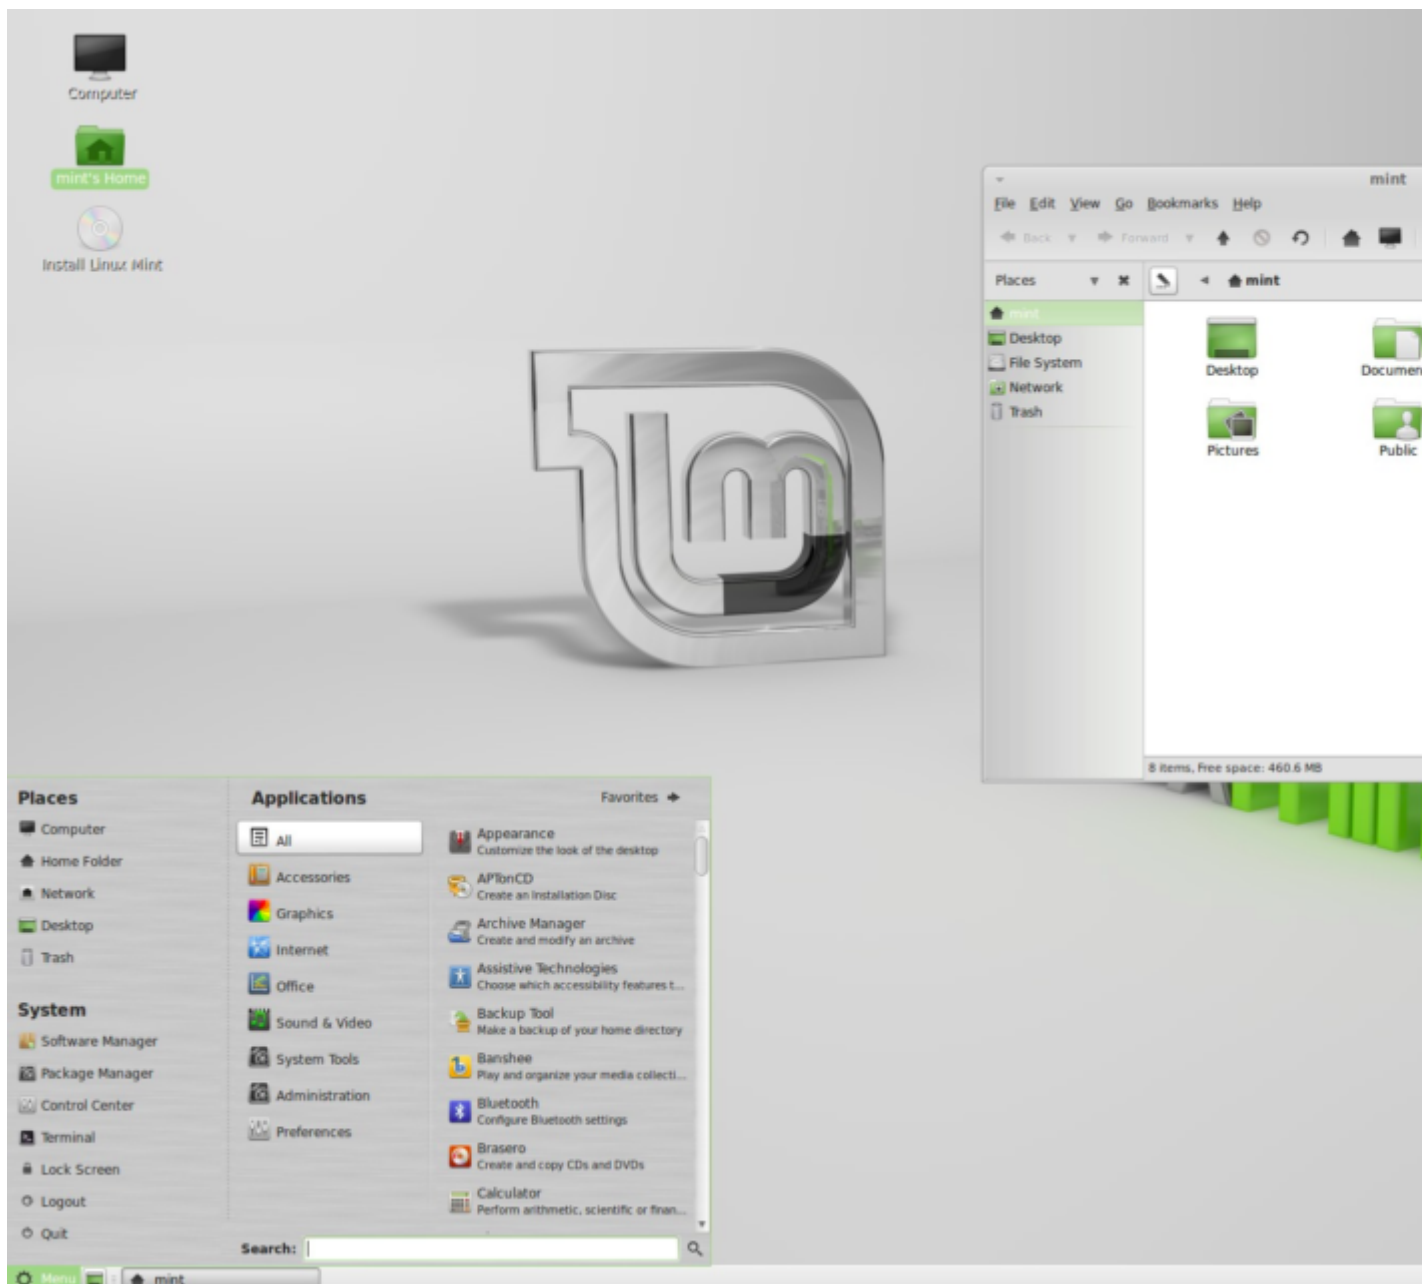 Computer
mint's Home
Install Linux Mint
mint
File Edit View Go Bookmarks Help
Back Forward
Places
mint
mint
Desktop
File System
Network
Trash
Desktop
Documen
Pictures
Public
8 items, Free space: 460.6 MB
Places
Computer
Home Folder
Network
Desktop
Trash
System
Software Manager
Package Manager
Control Center
Terminal
Lock Screen
Logout
Quit
Applications
Favorites
All
Accessories
Graphics
Internet
Office
Sound & Video
System Tools
Administration
Preferences
Appearance
Customize the look of the desktop
APTonCD
Create an Installation Disc
Archive Manager
Create and modify an archive
Assistive Technologies
Choose which accessibility features t...
Backup Tool
Make a backup of your home directory
Banshee
Play and organize your media collecti...
Bluetooth
Configure Bluetooth settings
Brasero
Create and copy CDs and DVDs
Calculator
Perform arithmetic, scientific or finan...
Search:
Menu
mint